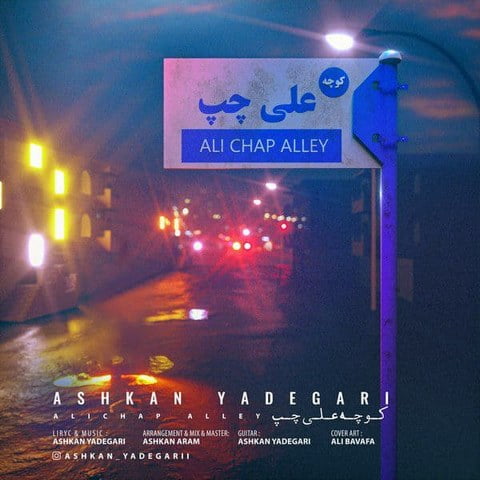 کوچه
علی چپ
ALI CHAP ALLEY
ASHKAN YADEGARI
ALICHAP ALLEY کوچه علی چپ
LIRYC & MUSIC : ARRANGEMENT & MIX & MASTER: GUITAR : COVER ART :
ASHKAN YADEGARI ASHKAN ARAM ASHKAN YADEGARI ALI BAVAFA
ASHKAN_YADEGARII